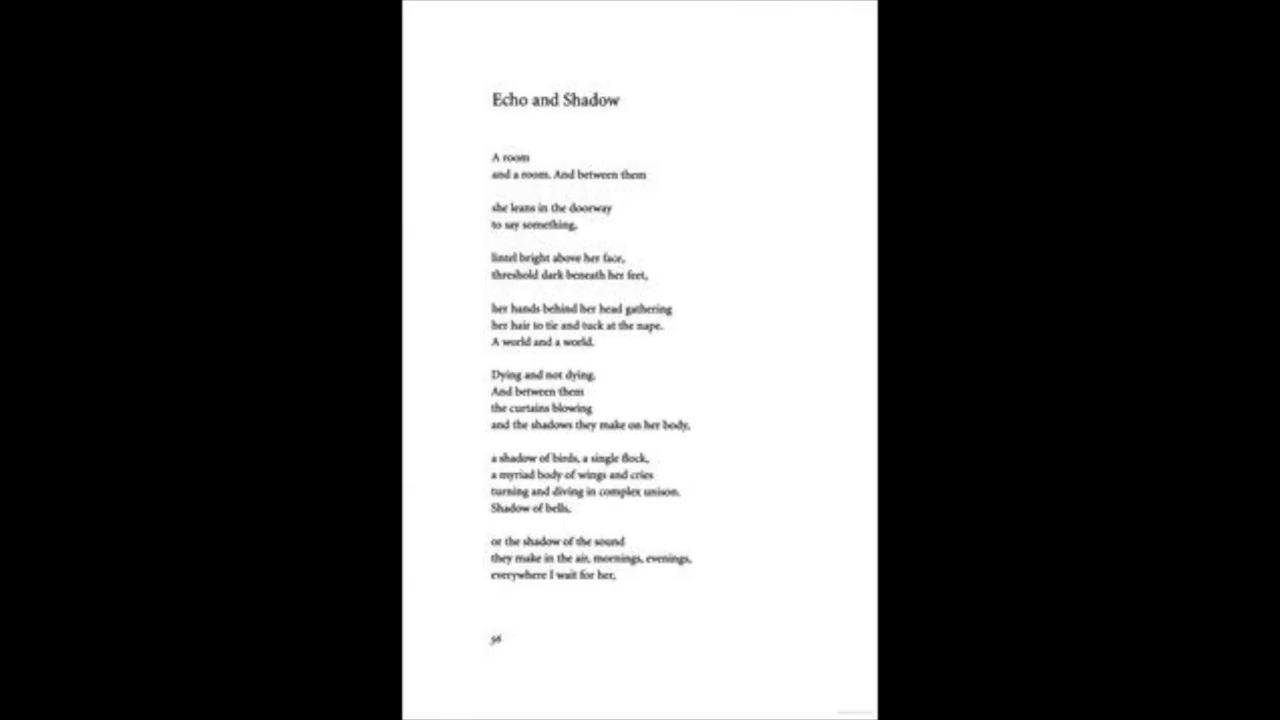 Echo and Shadow
A room
and a room. And between them
she leans in the doorway
to say something,
lintel bright above her face,
threshold dark beneath her feet,
her hands behind her head gathering
her hair to tie and tuck at the nape.
A world and a world.
Dying and not dying.
And between them
the curtains blowing
and the shadows they make on her body,
a shadow of birds, a single flock,
a myriad body of wings and cries
turning and diving in complex unison.
Shadow of bells,
or the shadow of the sound
they make in the air, mornings, evenings,
everywhere I wait for her,
56